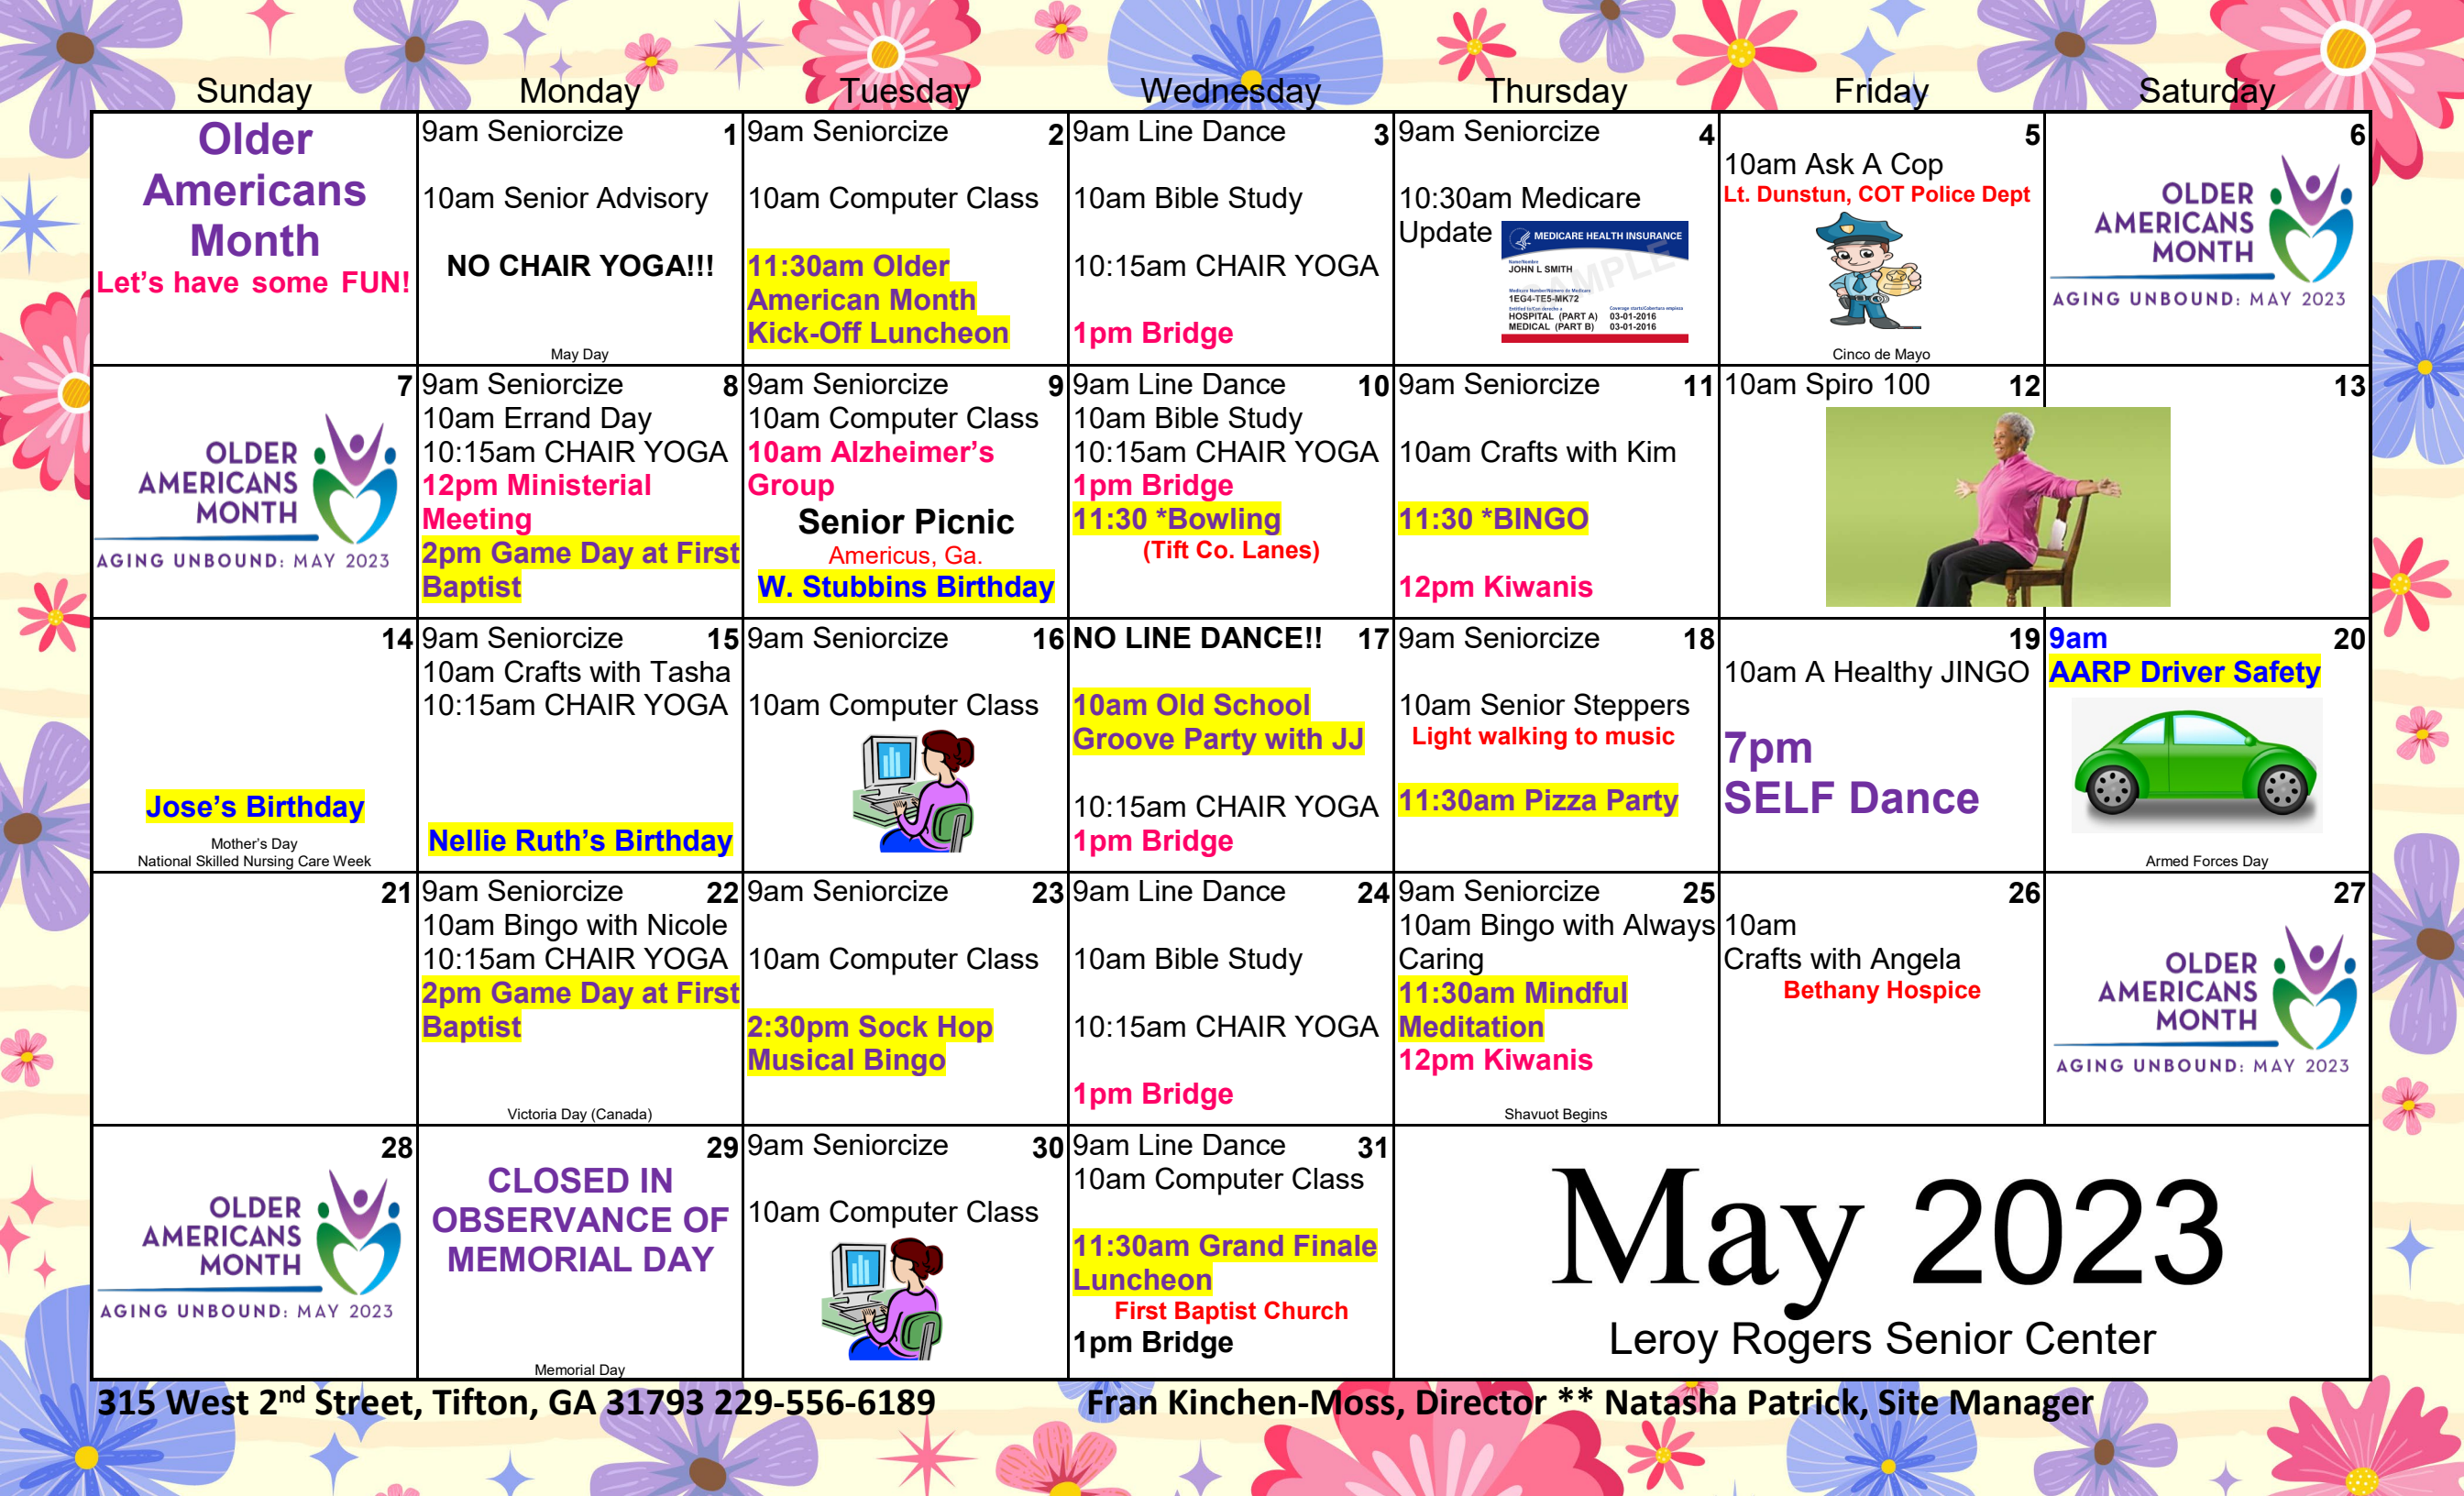 Sunday Monday Tuesday Wednesday Thursday Friday Saturday
Older
Americans
Month
Let's have some FUN!
9am Seniorcize 1
10am Senior Advisory
NO CHAIR YOGA!!!
May Day
9am Seniorcize 2
10am Computer Class
11:30am Older
American Month
Kick-Off Luncheon
9am Line Dance 3
10am Bible Study
10:15am CHAIR YOGA
1pm Bridge
9am Seniorcize 4
10:30am Medicare
Update
MEDICARE HEALTH INSURANCE
Name/Nombre
JOHN L SMITH
SAMPLE
Medicare Number/Número de Medicare
1EG4-TE5-MK72
Entitled to/Con derecho a Coverage starts/Cobertura empieza
HOSPITAL (PART A) 03-01-2016
MEDICAL (PART B) 03-01-2016
5
10am Ask A Cop
Lt. Dunstun, COT Police Dept
Cinco de Mayo
6
OLDER
AMERICANS
MONTH
AGING UNBOUND: MAY 2023
7
OLDER
AMERICANS
MONTH
AGING UNBOUND: MAY 2023
9am Seniorcize 8
10am Errand Day
10:15am CHAIR YOGA
12pm Ministerial
Meeting
2pm Game Day at First
Baptist
9am Seniorcize 9
10am Computer Class
10am Alzheimer's
Group
Senior Picnic
Americus, Ga.
W. Stubbins Birthday
9am Line Dance 10
10am Bible Study
10:15am CHAIR YOGA
1pm Bridge
11:30 *Bowling
(Tift Co. Lanes)
9am Seniorcize 11
10am Crafts with Kim
11:30 *BINGO
12pm Kiwanis
10am Spiro 100 12
13
14
Jose's Birthday
Mother's Day
National Skilled Nursing Care Week
9am Seniorcize 15
10am Crafts with Tasha
10:15am CHAIR YOGA
Nellie Ruth's Birthday
9am Seniorcize 16
10am Computer Class
NO LINE DANCE!! 17
10am Old School
Groove Party with JJ
10:15am CHAIR YOGA
1pm Bridge
9am Seniorcize 18
10am Senior Steppers
Light walking to music
11:30am Pizza Party
19
10am A Healthy JINGO
7pm
SELF Dance
9am 20
AARP Driver Safety
Armed Forces Day
21
9am Seniorcize 22
10am Bingo with Nicole
10:15am CHAIR YOGA
2pm Game Day at First
Baptist
Victoria Day (Canada)
9am Seniorcize 23
10am Computer Class
2:30pm Sock Hop
Musical Bingo
9am Line Dance 24
10am Bible Study
10:15am CHAIR YOGA
1pm Bridge
9am Seniorcize 25
10am Bingo with Always
Caring
11:30am Mindful
Meditation
12pm Kiwanis
Shavuot Begins
26
10am
Crafts with Angela
Bethany Hospice
27
OLDER
AMERICANS
MONTH
AGING UNBOUND: MAY 2023
28
OLDER
AMERICANS
MONTH
AGING UNBOUND: MAY 2023
29
CLOSED IN
OBSERVANCE OF
MEMORIAL DAY
Memorial Day
9am Seniorcize 30
10am Computer Class
9am Line Dance 31
10am Computer Class
11:30am Grand Finale
Luncheon
First Baptist Church
1pm Bridge
May 2023
Leroy Rogers Senior Center
315 West 2nd Street, Tifton, GA 31793 229-556-6189 Fran Kinchen-Moss, Director ** Natasha Patrick, Site Manager